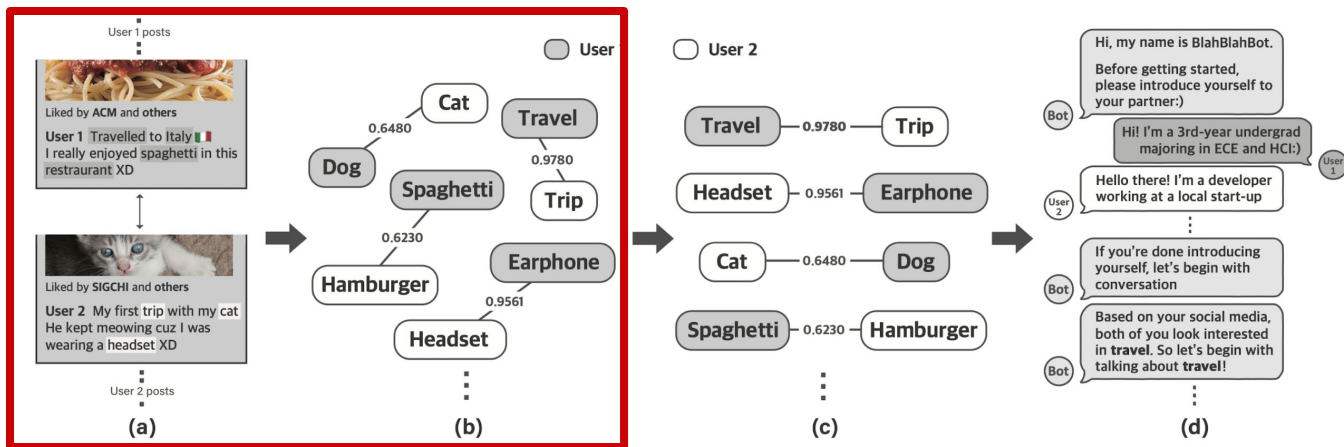 User 1 posts
Liked by ACM and others
User 1 Travelled to Italy 🇮🇹
I really enjoyed spaghetti in this
restraurant XD
Liked by SIGCHI and others
User 2 My first trip with my cat
He kept meowing cuz I was
wearing a headset XD
User 2 posts
(a)
User
Cat
0.6480
Dog
Travel
0.9780
Trip
Spaghetti
0.6230
Hamburger
Earphone
0.9561
Headset
(b)
User 2
Travel 0.9780 Trip
Headset 0.9561 Earphone
Cat 0.6480 Dog
Spaghetti 0.6230 Hamburger
(c)
Hi, my name is BlahBlahBot.
Before getting started,
please introduce yourself to
your partner:)
Bot
Hi! I'm a 3rd-year undergrad
majoring in ECE and HCI:)
User
1
Hello there! I'm a developer
working at a local start-up
User
2
If you're done introducing
yourself, let's begin with
conversation
Bot
Based on your social media,
both of you look interested
in travel. So let's begin with
talking about travel!
Bot
(d)